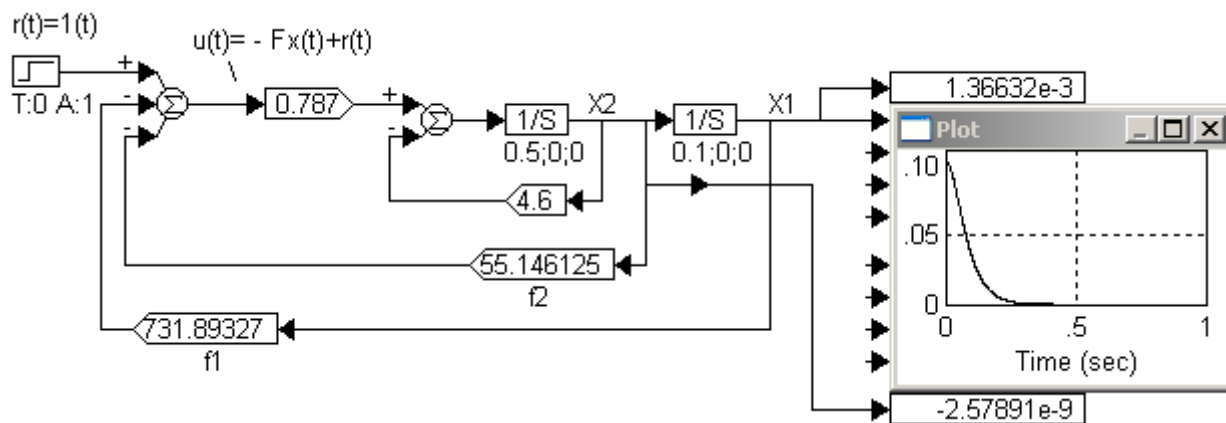 r(t)=1(t)
u(t)= - Fx(t)+r(t)
+
-
-
Σ
T:0 A:1
0.787
+
-
Σ
1/S
X2
0.5;0;0
1/S
X1
0.1;0;0
4.6
55.146125
f2
731.89327
f1
1.36632e-3
Plot
.10
.05
0
0
.5
1
Time (sec)
-2.57891e-9